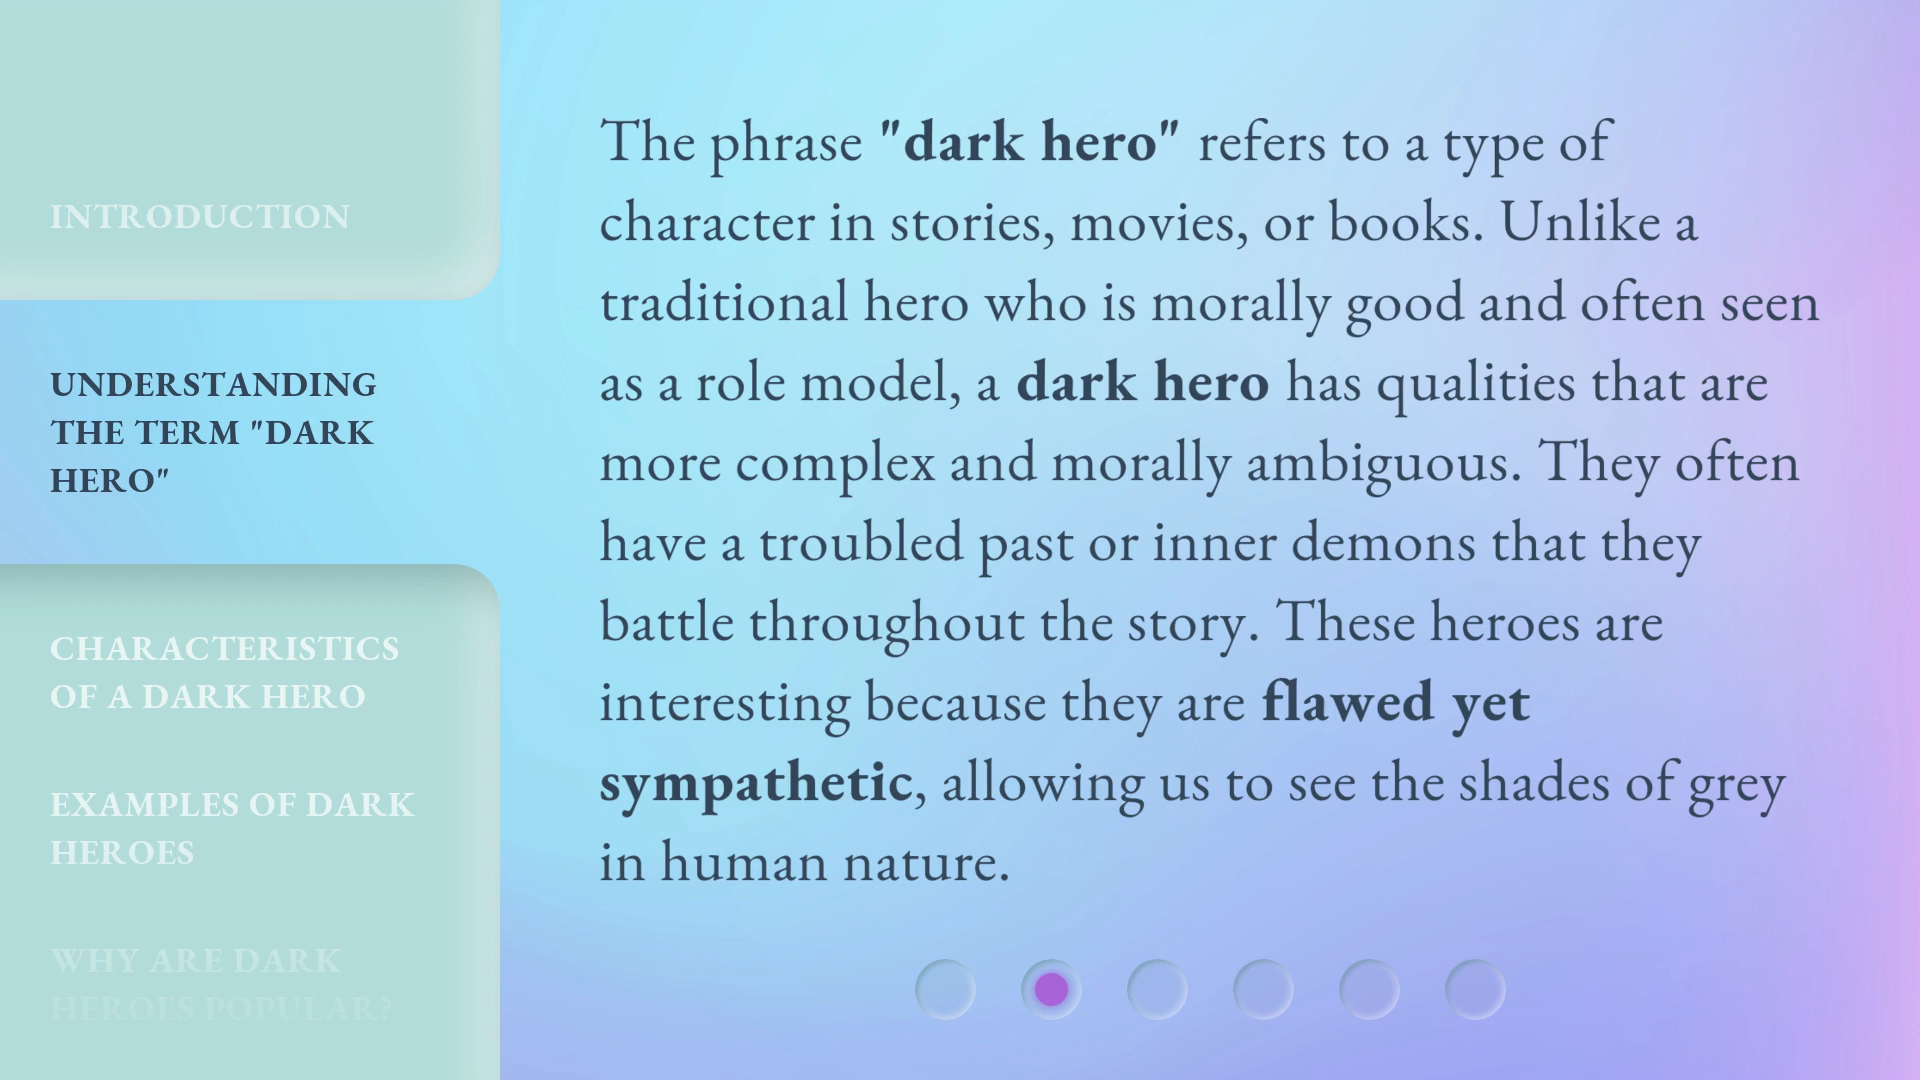 INTRODUCTION
UNDERSTANDING
THE TERM "DARK
HERO"
CHARACTERISTICS
OF A DARK HERO
EXAMPLES OF DARK
HEROES
WHY ARE DARK
HEROES POPULAR?
The phrase "dark hero" refers to a type of
character in stories, movies, or books. Unlike a
traditional hero who is morally good and often seen
as a role model, a dark hero has qualities that are
more complex and morally ambiguous. They often
have a troubled past or inner demons that they
battle throughout the story. These heroes are
interesting because they are flawed yet
sympathetic, allowing us to see the shades of grey
in human nature.